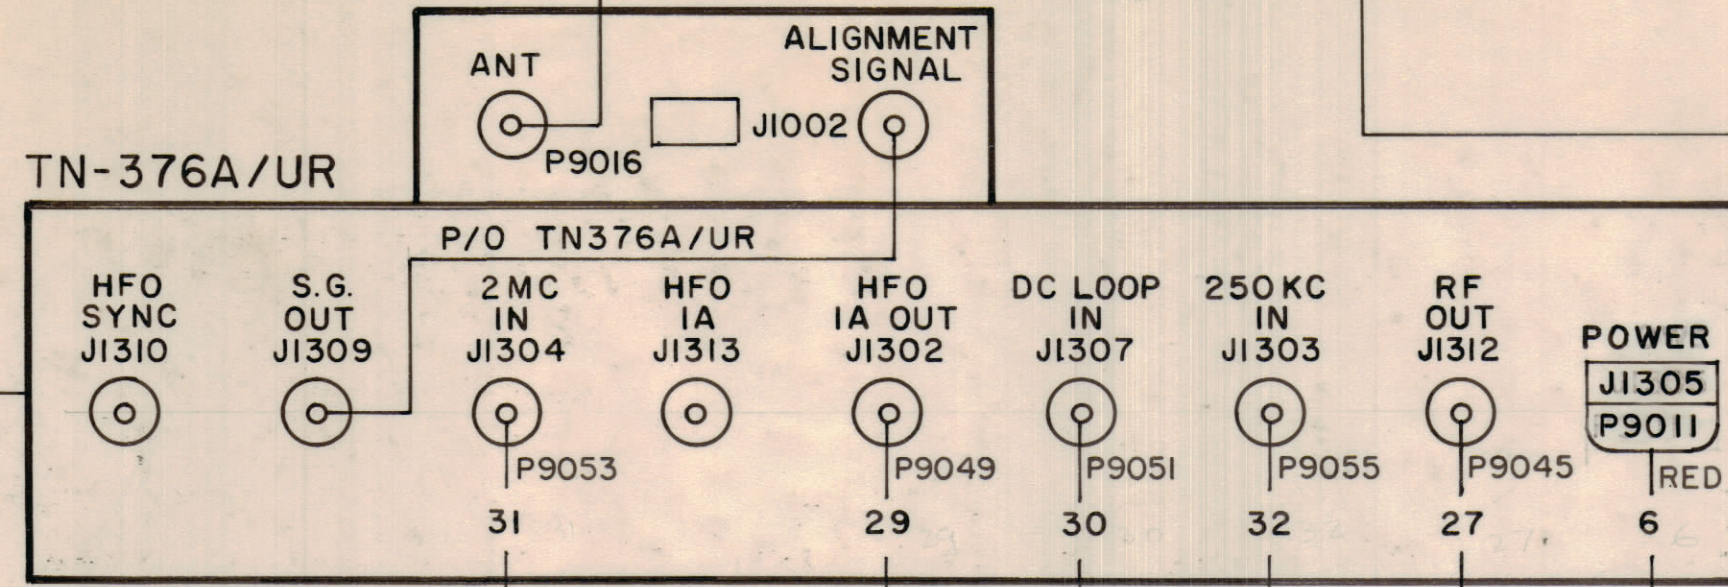 ALIGNMENT
SIGNAL
ANT
J1002
P9016
TN-376A/UR
P/O TN376A/UR
HFO
SYNC
J1310
S.G.
OUT
J1309
2MC
IN
J1304
HFO
IA
J1313
HFO
IA OUT
J1302
DC LOOP
IN
J1307
250KC
IN
J1303
RF
OUT
J1312
POWER
J1305
P9011
P9053
P9049
P9051
P9055
P9045
RED
31
29
30
32
27
6